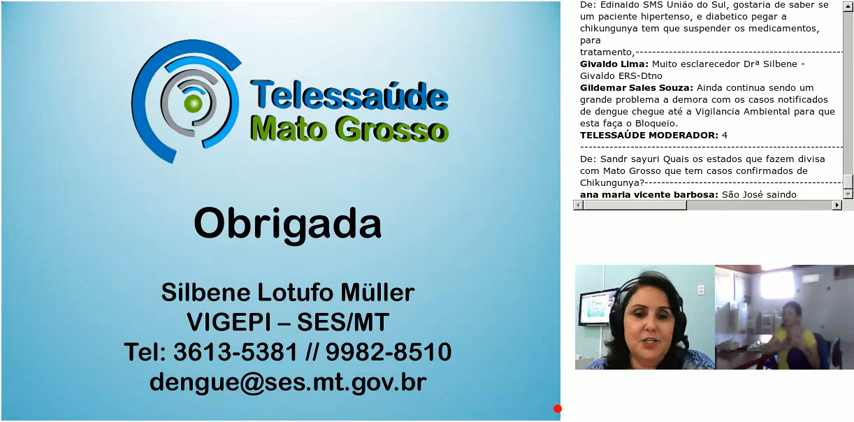 Telessaúde
Mato Grosso
Obrigada
Silbene Lotufo Müller
VIGEPI – SES/MT
Tel: 3613-5381 // 9982-8510
dengue@ses.mt.gov.br
De: Edinaldo SMS União do Sul, gostaria de saber se
um paciente hipertenso, e diabetico pegar a
chikungunya tem que suspender os medicamentos,
para
tratamento,------------------------------------------
Givaldo Lima: Muito esclarecedor Drª Silbene -
Givaldo ERS-Dtno
Gildemar Sales Souza: Ainda continua sendo um
grande problema a demora com os casos notificados
de dengue chegue até a Vigilancia Ambiental para que
esta faça o Bloqueio.
TELESSAÚDE MODERADOR: 4
------------------------------------------------------
De: Sandr sayuri Quais os estados que fazem divisa
com Mato Grosso que tem casos confirmados de
Chikungunya?----------------------------------------
ana maria vicente barbosa: São José saindo